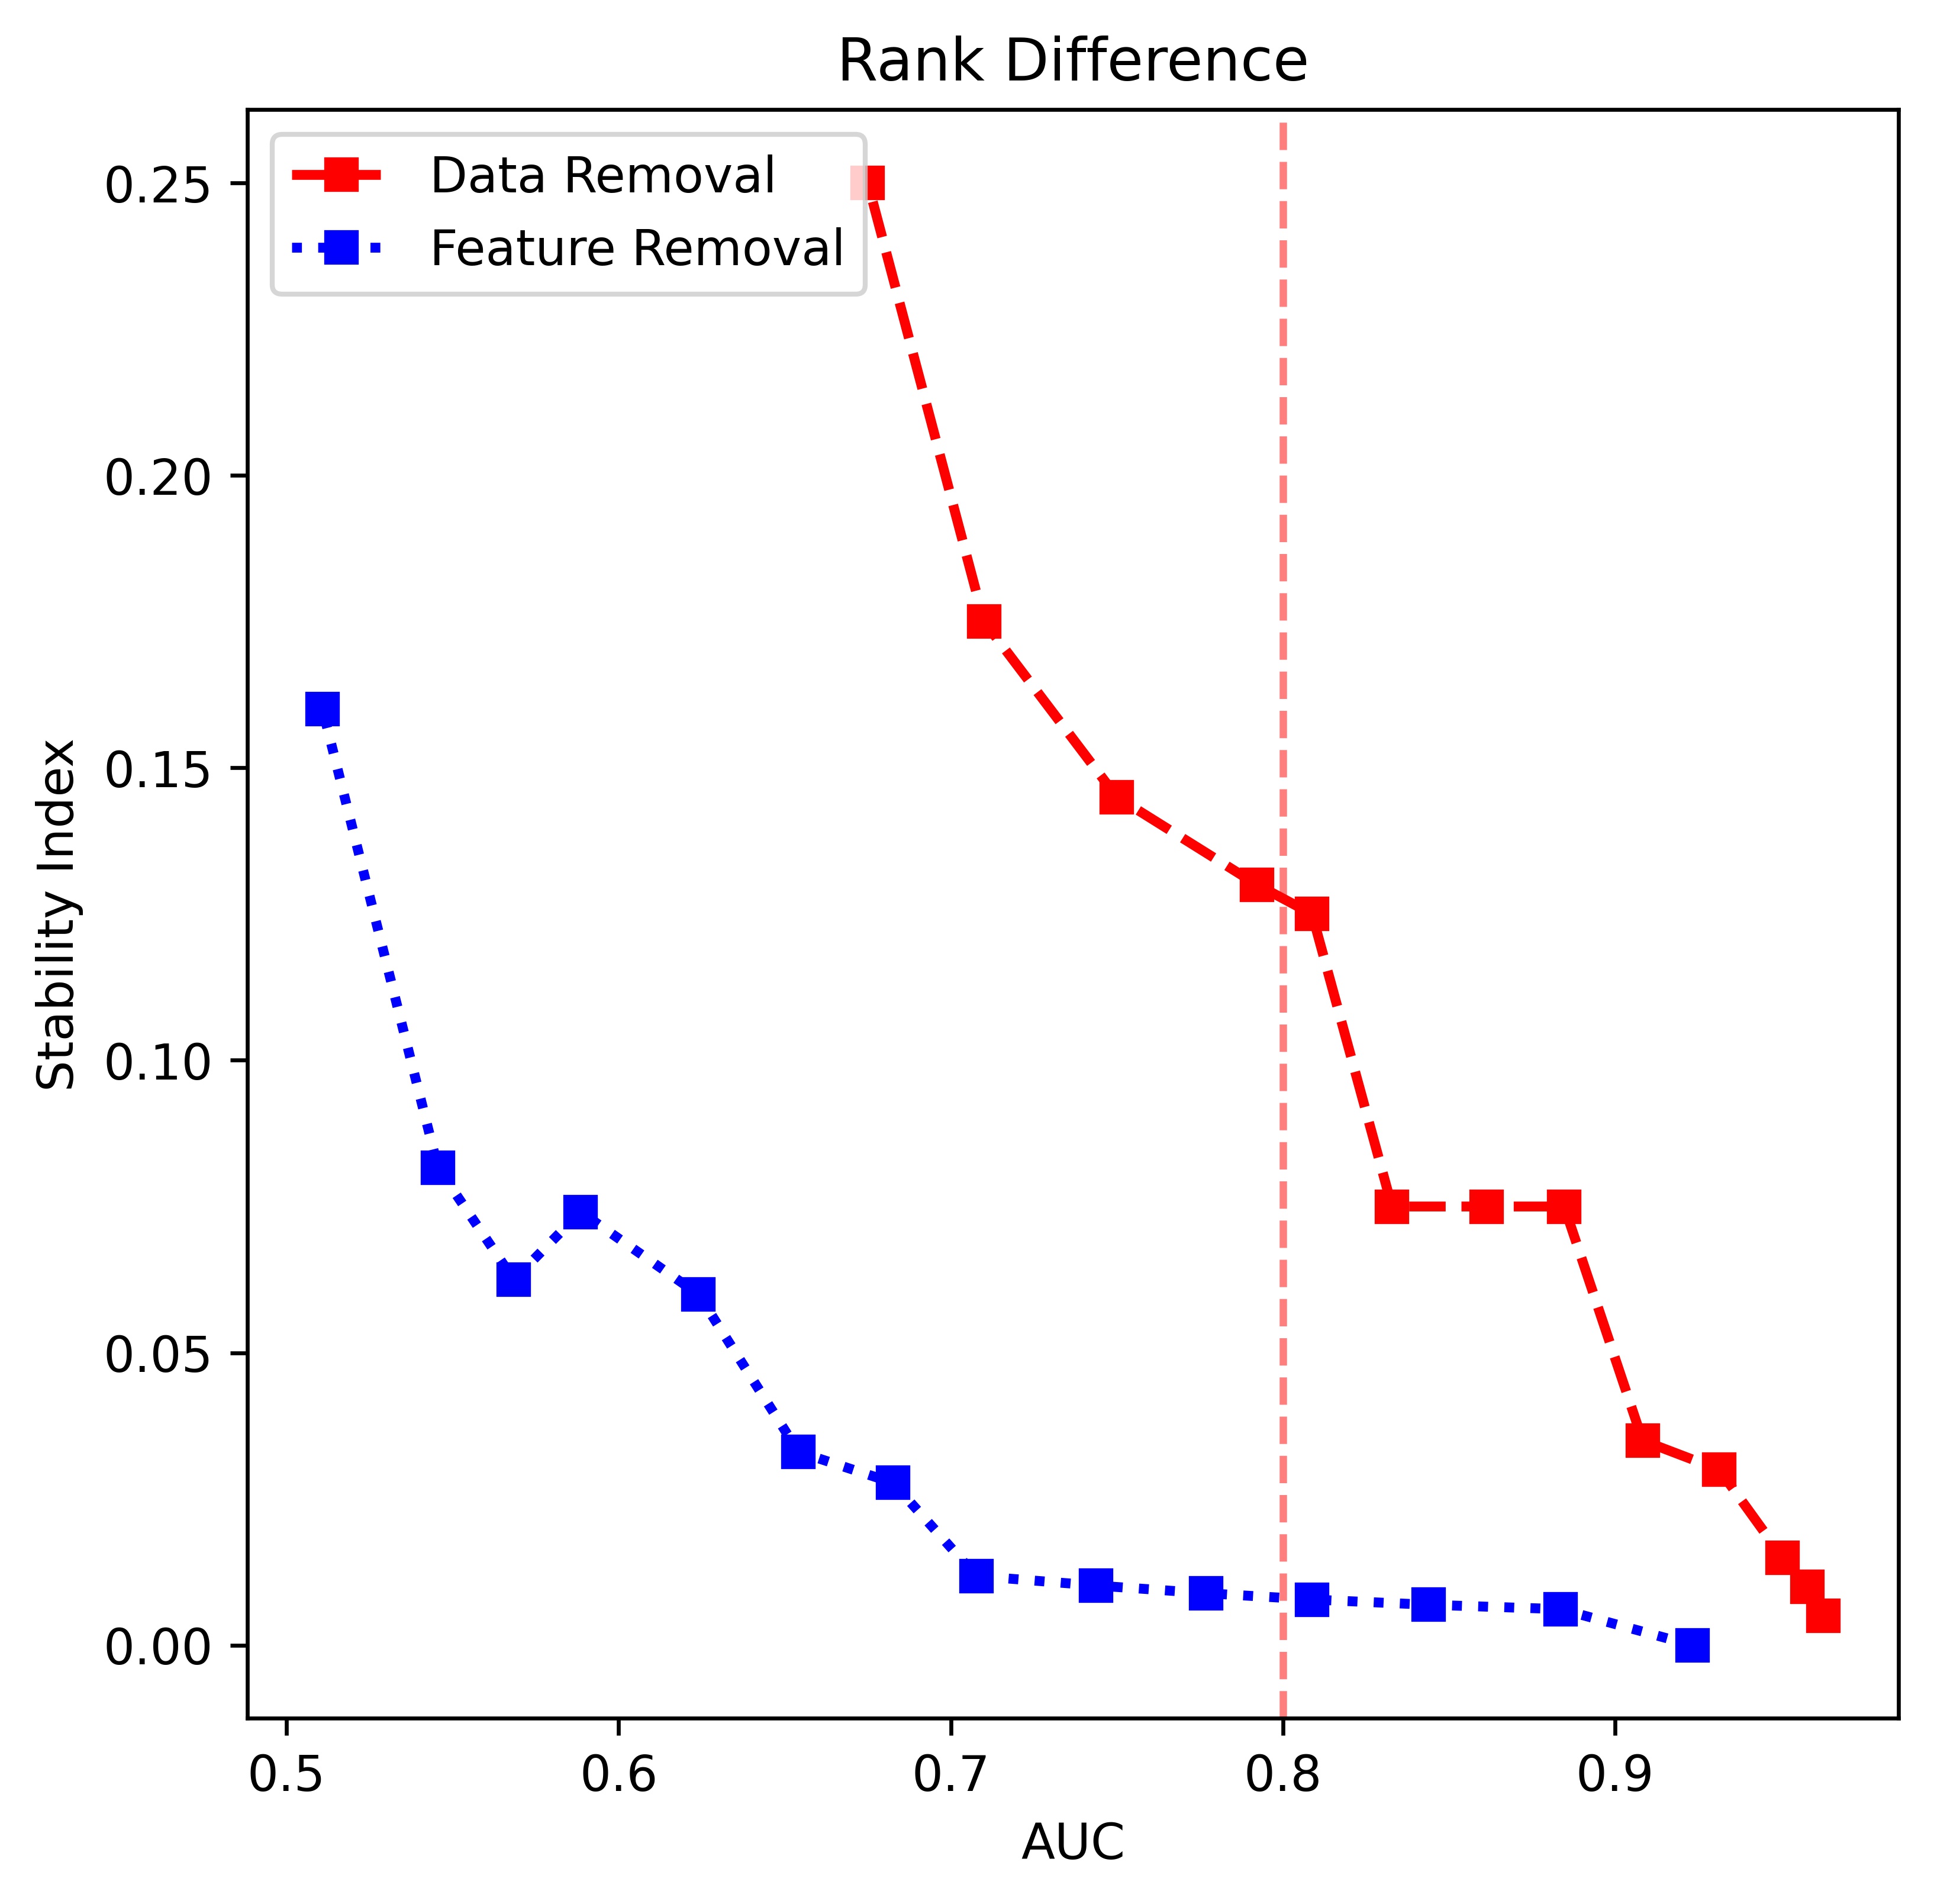 Rank Difference
Data Removal
Feature Removal
Stability Index
0.25
0.20
0.15
0.10
0.05
0.00
0.5 0.6 0.7 0.8 0.9
AUC